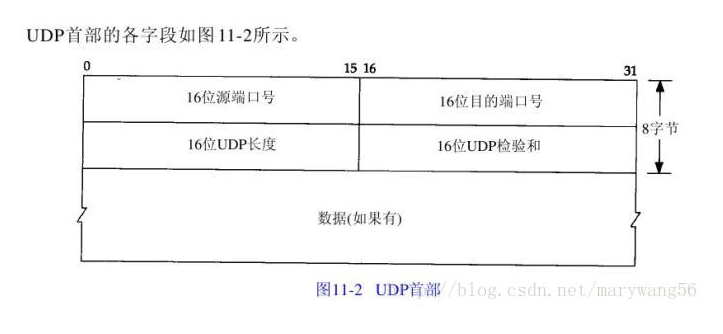 UDP首部的各字段如图11-2所示。
0 15 16 31
16位源端口号 16位目的端口号
8字节
16位UDP长度 16位UDP检验和
数据(如果有)
图11-2 UDP首部
//blog.csdn.net/marywang56